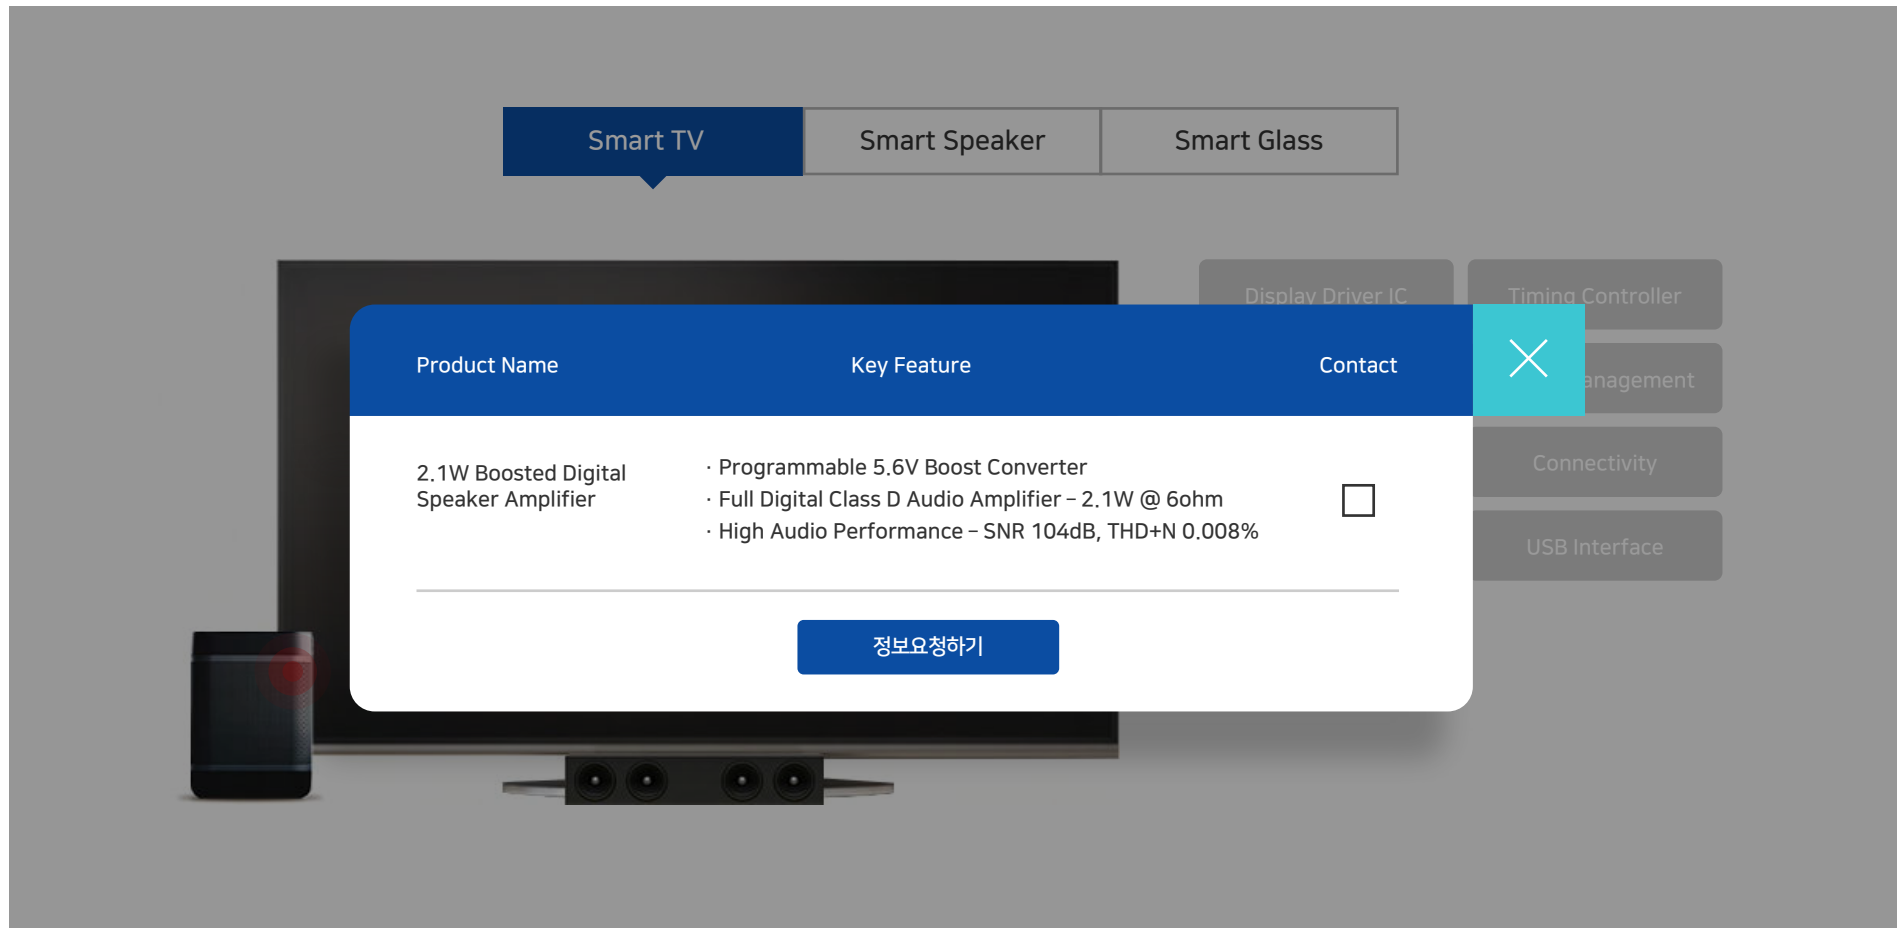 Smart TV
Smart Speaker
Smart Glass
Display Driver IC
Timing Controller
Product Name
Key Feature
Contact
anagement
2.1W Boosted Digital
Speaker Amplifier
· Programmable 5.6V Boost Converter
· Full Digital Class D Audio Amplifier – 2.1W @ 6ohm
· High Audio Performance – SNR 104dB, THD+N 0.008%
Connectivity
USB Interface
정보요청하기